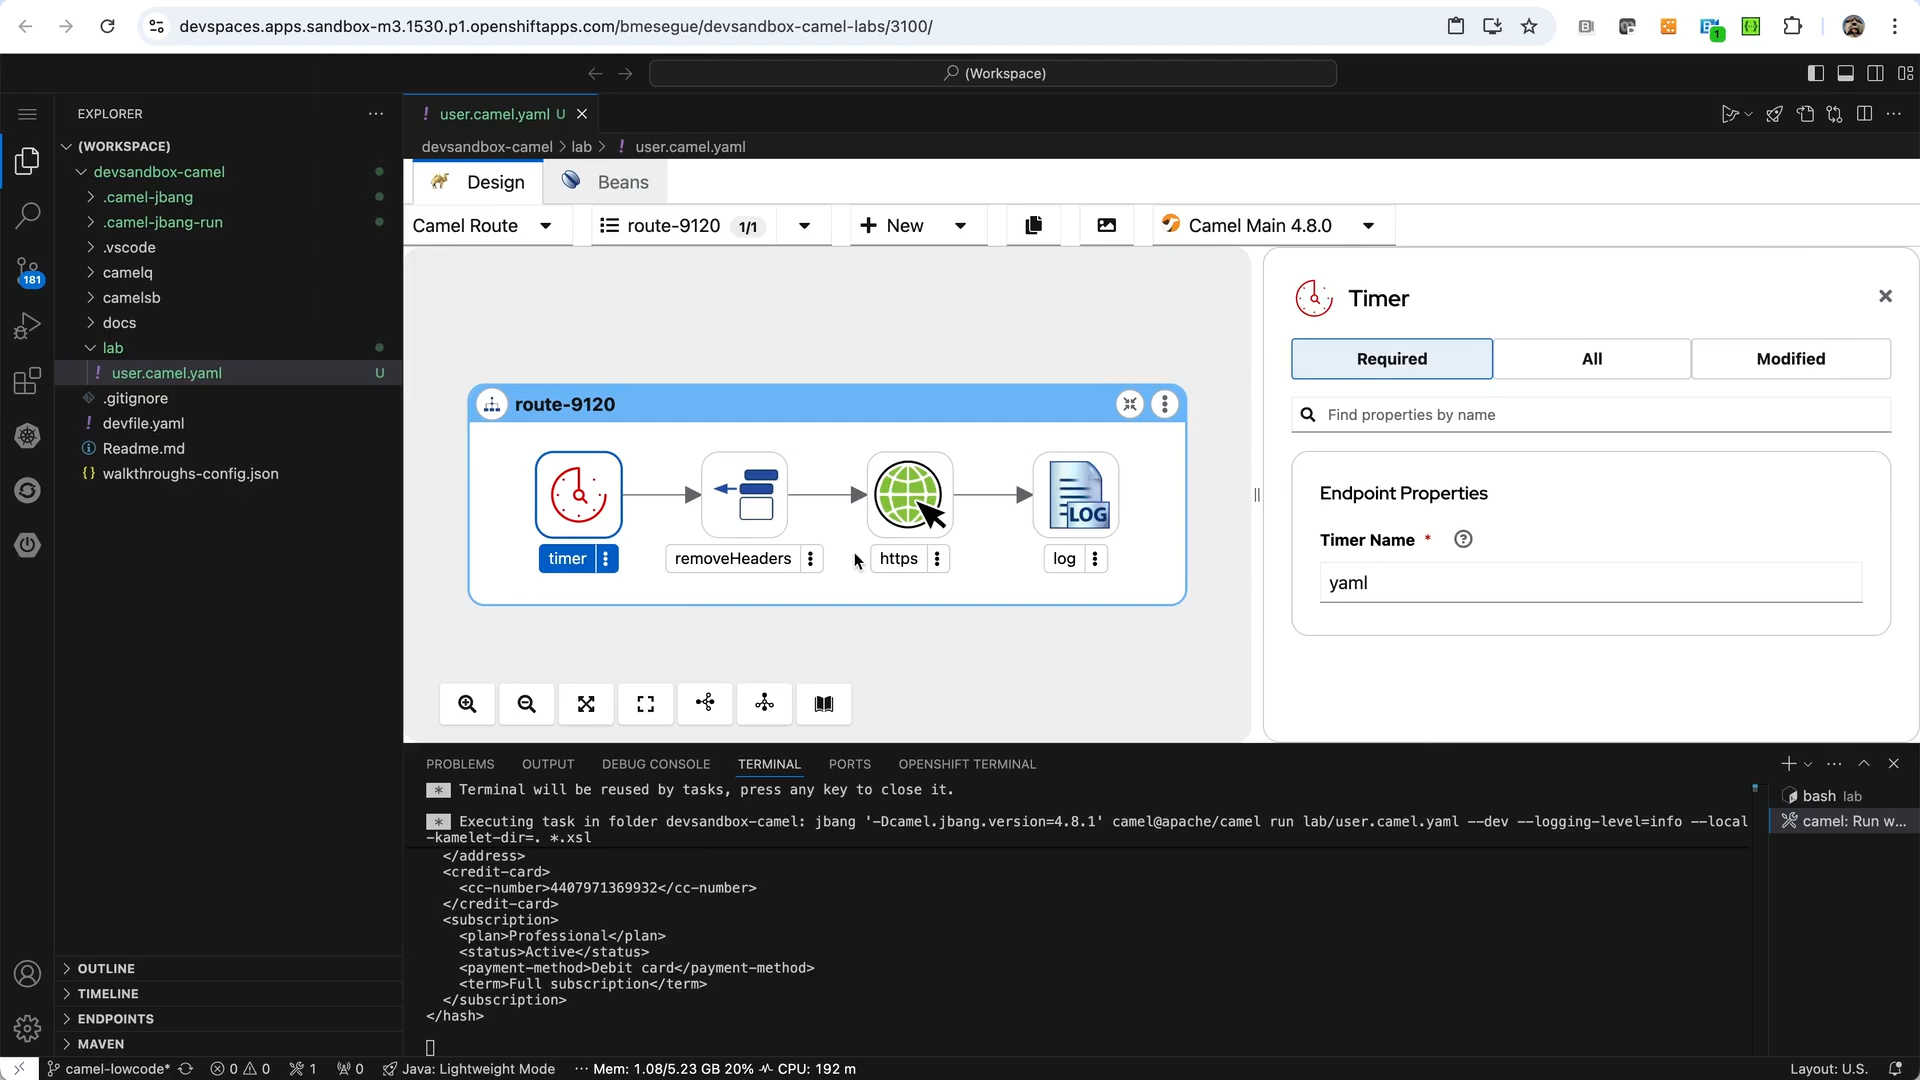 devspaces.apps.sandbox-m3.1530.p1.openshiftapps.com/bmesegue/devsandbox-camel-labs/3100/
1
(Workspace)
EXPLORER
(WORKSPACE)
devsandbox-camel
.camel-jbang
.camel-jbang-run
.vscode
camelq
camelsb
docs
lab
! user.camel.yaml U
.gitignore
! devfile.yaml
Readme.md
{} walkthroughs-config.json
181
OUTLINE
TIMELINE
ENDPOINTS
MAVEN
! user.camel.yaml U
devsandbox-camel > lab > ! user.camel.yaml
Design
Beans
Camel Route
route-9120 1/1
New
Camel Main 4.8.0
route-9120
LOG
timer
removeHeaders
https
log
Timer
Required
All
Modified
Find properties by name
Endpoint Properties
Timer Name *
yaml
PROBLEMS
OUTPUT
DEBUG CONSOLE
TERMINAL
PORTS
OPENSHIFT TERMINAL
* Terminal will be reused by tasks, press any key to close it.
* Executing task in folder devsandbox-camel: jbang '-Dcamel.jbang.version=4.8.1' camel@apache/camel run lab/user.camel.yaml --dev --logging-level=info --local
-kamelet-dir=. *.xsl
</address>
<credit-card>
<cc-number>4407971369932</cc-number>
</credit-card>
<subscription>
<plan>Professional</plan>
<status>Active</status>
<payment-method>Debit card</payment-method>
<term>Full subscription</term>
</subscription>
</hash>
bash lab
camel: Run w...
camel-lowcode*
0 0
1
0
Java: Lightweight Mode
Mem: 1.08/5.23 GB 20% CPU: 192 m
Layout: U.S.